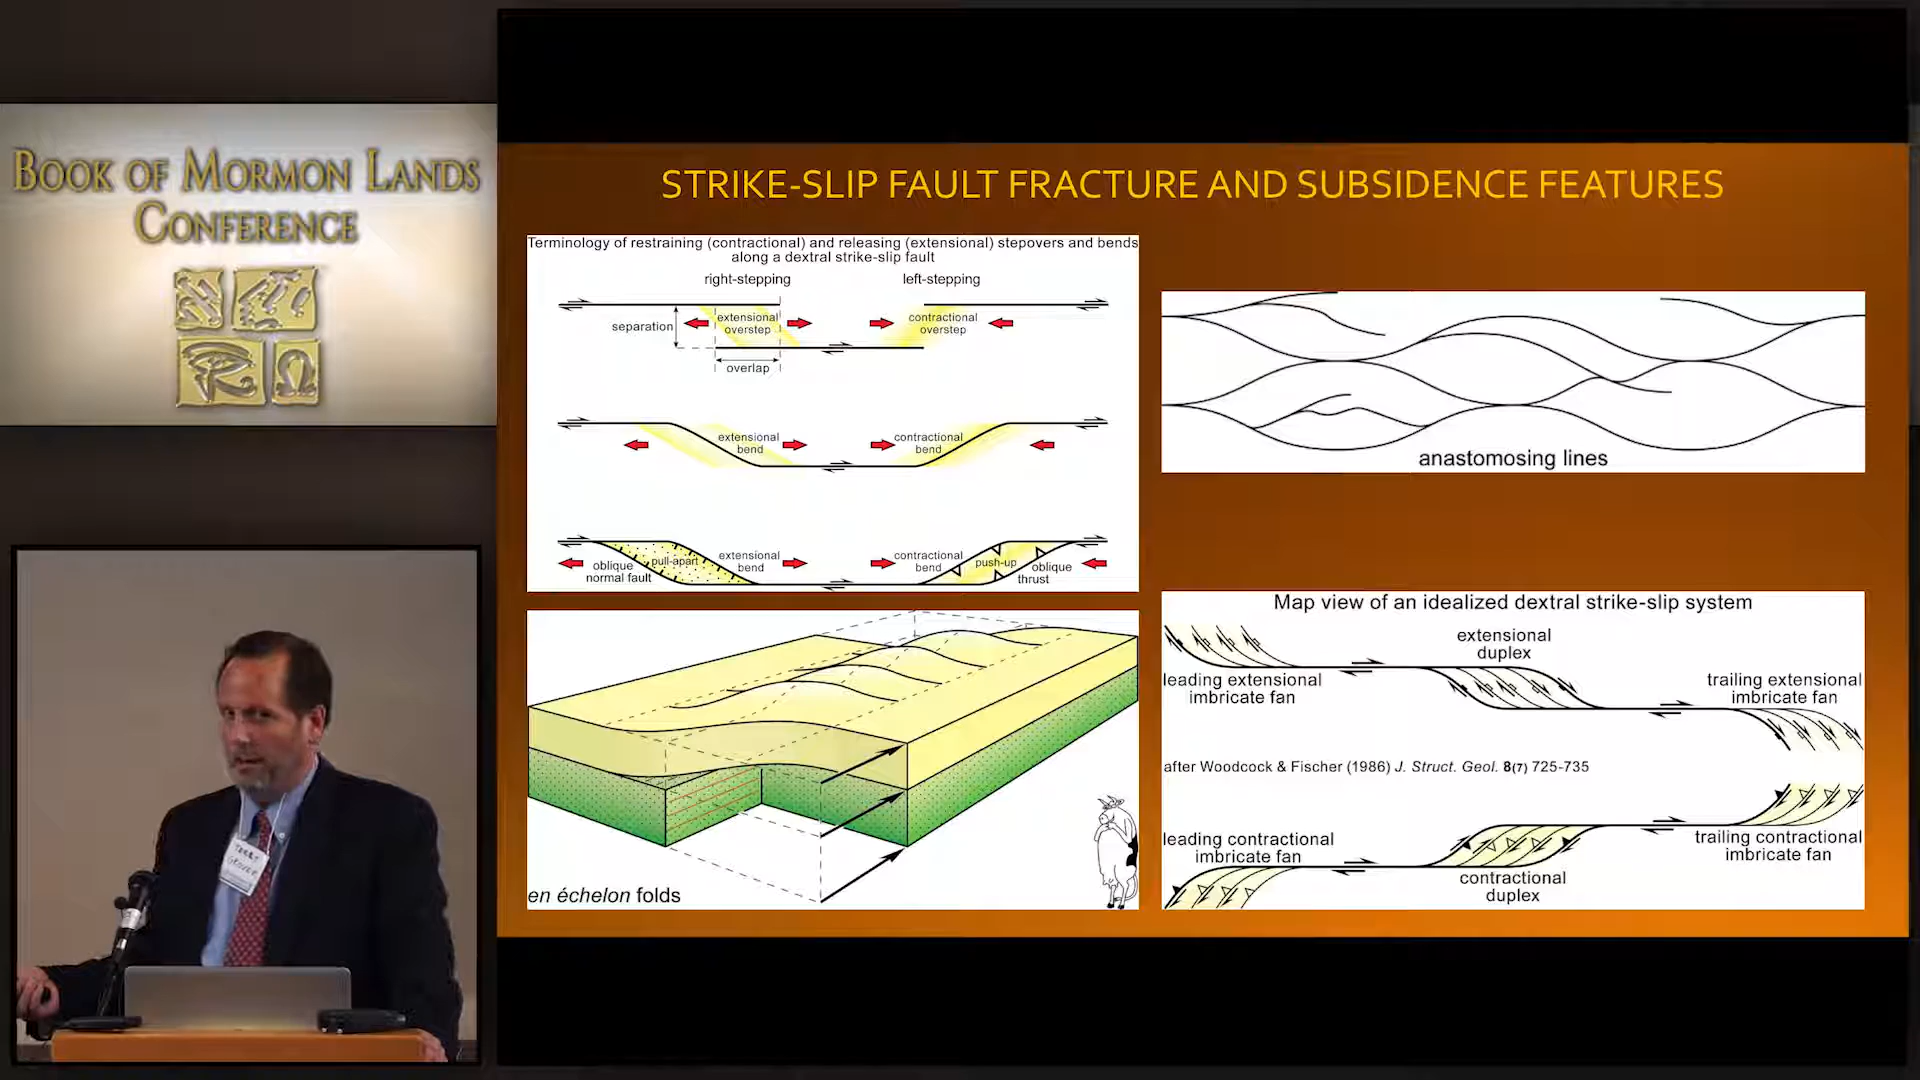 BOOK OF MORMON LANDS
CONFERENCE
STRIKE-SLIP FAULT FRACTURE AND SUBSIDENCE FEATURES
Terminology of restraining (contractional) and releasing (extensional) stepovers and bends
along a dextral strike-slip fault
right-stepping
left-stepping
separation
extensional
overstep
contractional
overstep
overlap
extensional
bend
contractional
bend
oblique
normal fault
pull-apart
extensional
bend
contractional
bend
push-up
oblique
thrust
en échelon folds
anastomosing lines
Map view of an idealized dextral strike-slip system
extensional
duplex
leading extensional
imbricate fan
trailing extensional
imbricate fan
after Woodcock & Fischer (1986) J. Struct. Geol. 8(7) 725-735
leading contractional
imbricate fan
trailing contractional
imbricate fan
contractional
duplex